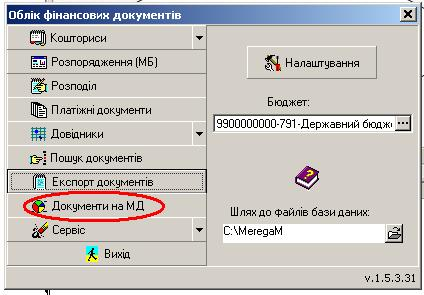 Облік фінансових документів
Кошториси
Розпорядження (МБ)
Розподіл
Платіжні документи
Довідники
Пошук документів
Експорт документів
Документи на МД
Сервіс
Вихід
Налаштування
Бюджет:
9900000000-791-Державний бюдже
Шлях до файлів бази даних:
C:\MeregaM
v.1.5.3.31